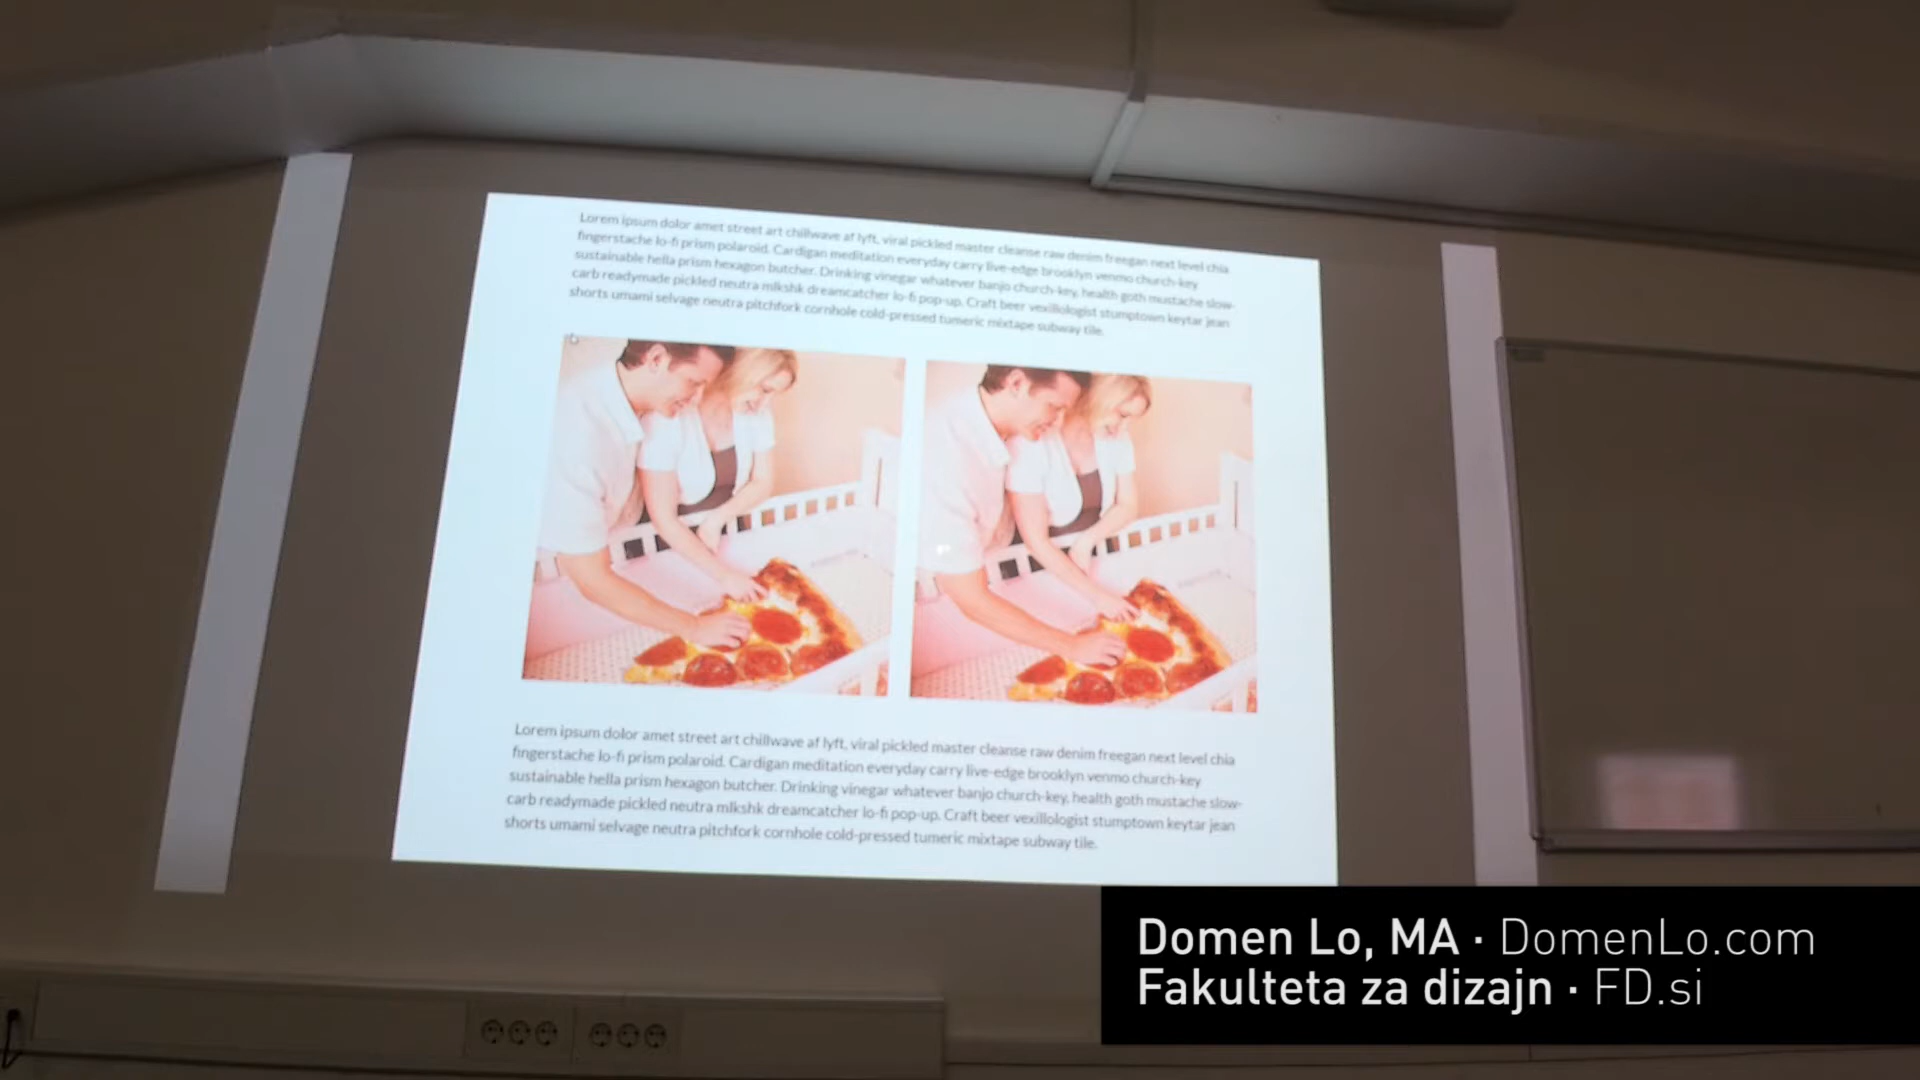 Lorem ipsum dolor amet street art chillwave af lyft, viral pickled master cleanse raw denim freegan next level chia
fingerstache lo-fi prism polaroid. Cardigan meditation everyday carry live-edge brooklyn venmo church-key
sustainable hella prism hexagon butcher. Drinking vinegar whatever banjo church-key, health goth mustache slow-
carb readymade pickled neutra mlkshk dreamcatcher lo-fi pop-up. Craft beer vexillologist stumptown keytar jean
shorts umami selvage neutra pitchfork cornhole cold-pressed tumeric mixtape subway tile.
Lorem ipsum dolor amet street art chillwave af lyft, viral pickled master cleanse raw denim freegan next level chia
fingerstache lo-fi prism polaroid. Cardigan meditation everyday carry live-edge brooklyn venmo church-key
sustainable hella prism hexagon butcher. Drinking vinegar whatever banjo church-key, health goth mustache slow-
carb readymade pickled neutra mlkshk dreamcatcher lo-fi pop-up. Craft beer vexillologist stumptown keytar jean
shorts umami selvage neutra pitchfork cornhole cold-pressed tumeric mixtape subway tile.
Domen Lo, MA · DomenLo.com
Fakulteta za dizajn · FD.si